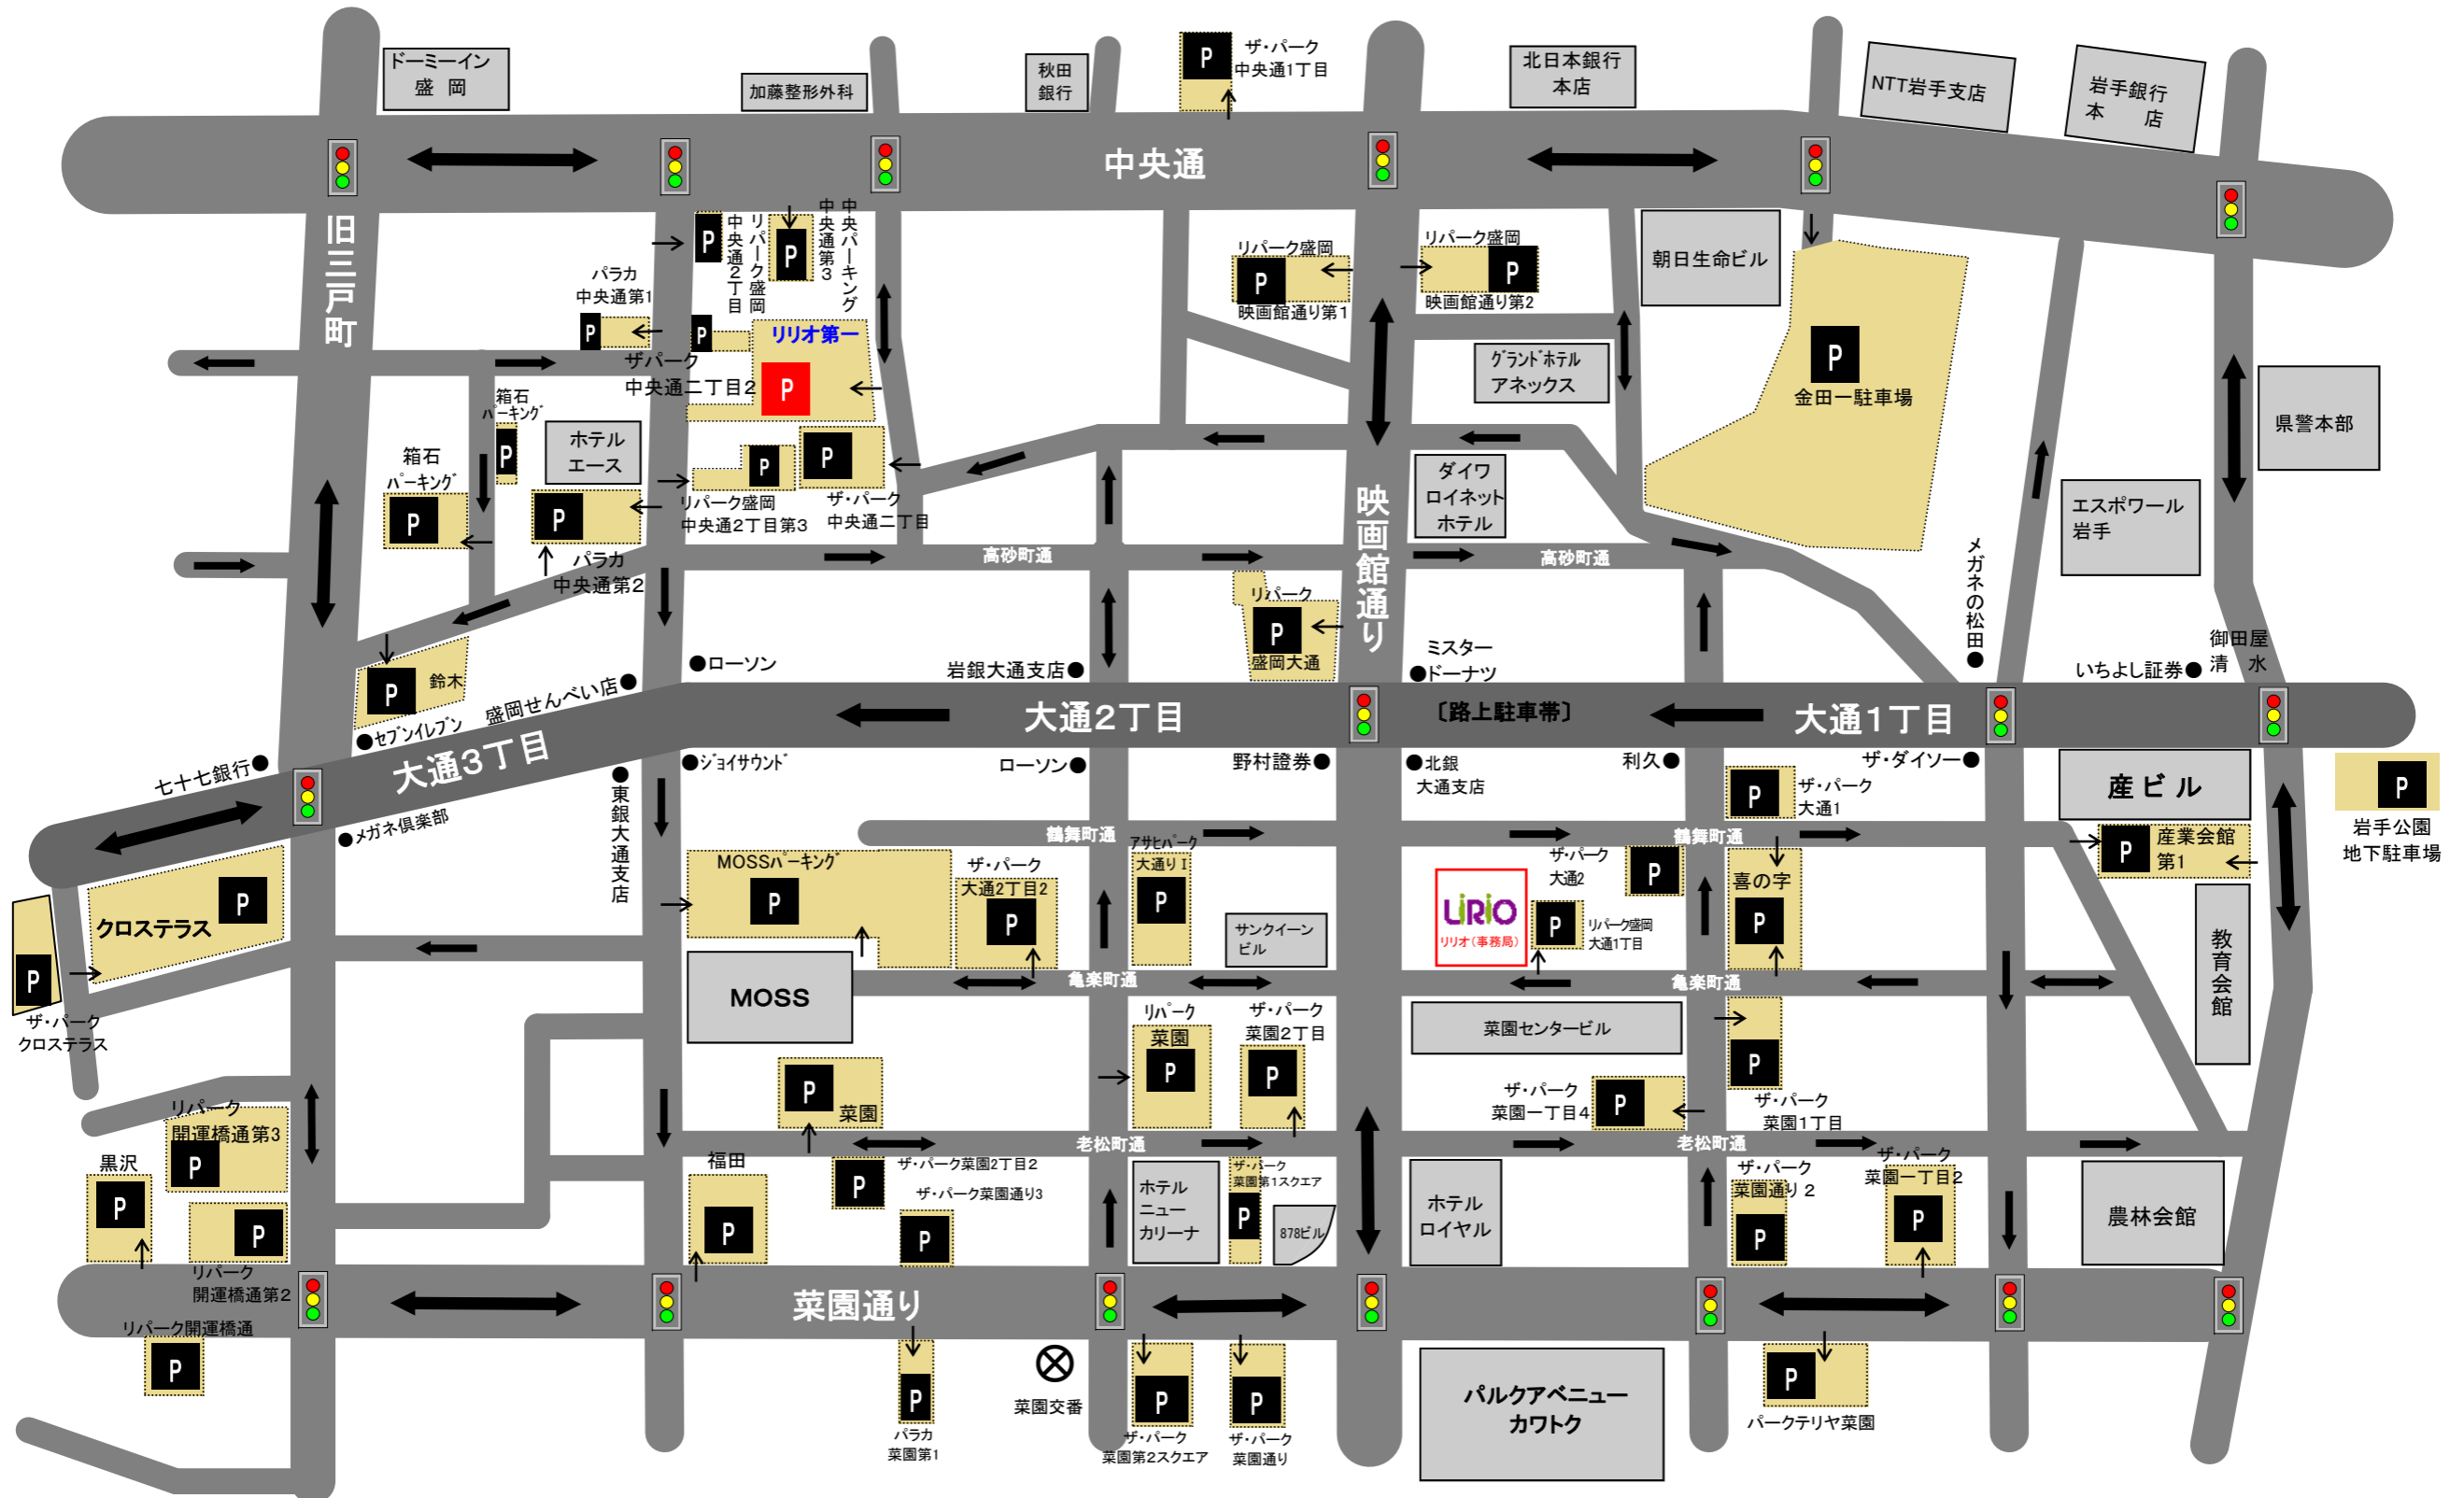 ドーミーイン
盛 岡
加藤整形外科
秋田
銀行
P
ザ・パーク
中央通1丁目
北日本銀行
本店
NTT岩手支店
岩手銀行
本 店
中央通
旧三戸町
P
中央通2丁目
リパーク盛岡
P
中央通第3
中央パーキング
パラカ
中央通第1
P
P
リリオ第一
P
ザパーク
中央通二丁目2
リパーク盛岡
P
映画館通り第1
リパーク盛岡
P
映画館通り第2
朝日生命ビル
グランドホテル
アネックス
P
金田一駐車場
県警本部
箱石
パーキング
P
箱石
パーキング
P
ホテル
エース
P
パラカ
中央通第2
P
リパーク盛岡
中央通2丁目第3
P
ザ・パーク
中央通二丁目
ダイワ
ロイネット
ホテル
エスポワール
岩手
映画館通り
高砂町通
高砂町通
メガネの松田●
リパーク
P
盛岡大通
P
鈴木
●ローソン
岩銀大通支店●
ミスター
●ドーナツ
いちよし証券●
御田屋
清 水
盛岡せんべい店●
●セブンイレブン
七十七銀行●
大通3丁目
大通2丁目
〔路上駐車帯〕
大通1丁目
●メガネ倶楽部
●東銀大通支店
●ジョイサウンド
ローソン●
野村證券●
●北銀
大通支店
利久●
ザ・ダイソー●
P
ザ・パーク
大通1
産ビル
P
岩手公園
地下駐車場
鶴舞町通
鶴舞町通
P
産業会館
第1
クロステラス
P
P
ザ・パーク
クロステラス
MOSSパーキング
P
ザ・パーク
大通2丁目2
P
アサヒパーク
大通りⅠ
P
サンクイーン
ビル
LiRiO
リリオ(事務局)
ザ・パーク
大通2
P
P
リパーク盛岡
大通1丁目
喜の字
P
教育会館
亀楽町通
亀楽町通
MOSS
リパーク
菜園
P
ザ・パーク
菜園2丁目
P
菜園センタービル
P
ザ・パーク
菜園1丁目
ザ・パーク
菜園一丁目4
P
P
菜園
リパーク
開運橋通第3
P
黒沢
P
P
リパーク
開運橋通第2
老松町通
老松町通
福田
P
P
ザ・パーク菜園2丁目2
ザ・パーク菜園通り3
P
ホテル
ニュー
カリーナ
ザ・パーク
菜園第1スクエア
P
878ビル
ホテル
ロイヤル
ザ・パーク
菜園通り2
P
ザ・パーク
菜園一丁目2
P
農林会館
菜園通り
リパーク開運橋通
P
P
パラカ
菜園第1
菜園交番
P
ザ・パーク
菜園第2スクエア
P
ザ・パーク
菜園通り
パルクアベニュー
カワトク
P
パークテリヤ菜園